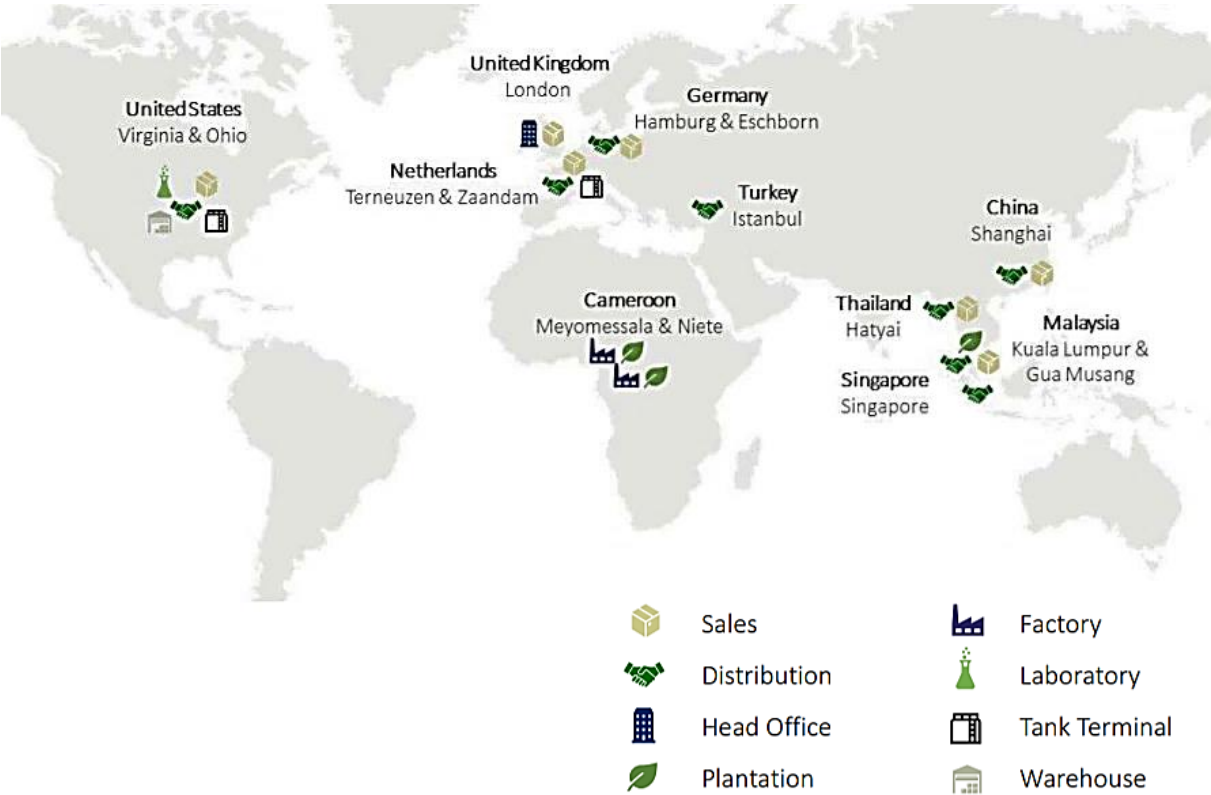 United Kingdom
London
Germany
Hamburg & Eschborn
United States
Virginia & Ohio
Netherlands
Terneuzen & Zaandam
Turkey
Istanbul
China
Shanghai
Cameroon
Meyomessala & Niete
Thailand
Hatyai
Malaysia
Kuala Lumpur &
Gua Musang
Singapore
Singapore
Sales
Distribution
Head Office
Plantation
Factory
Laboratory
Tank Terminal
Warehouse